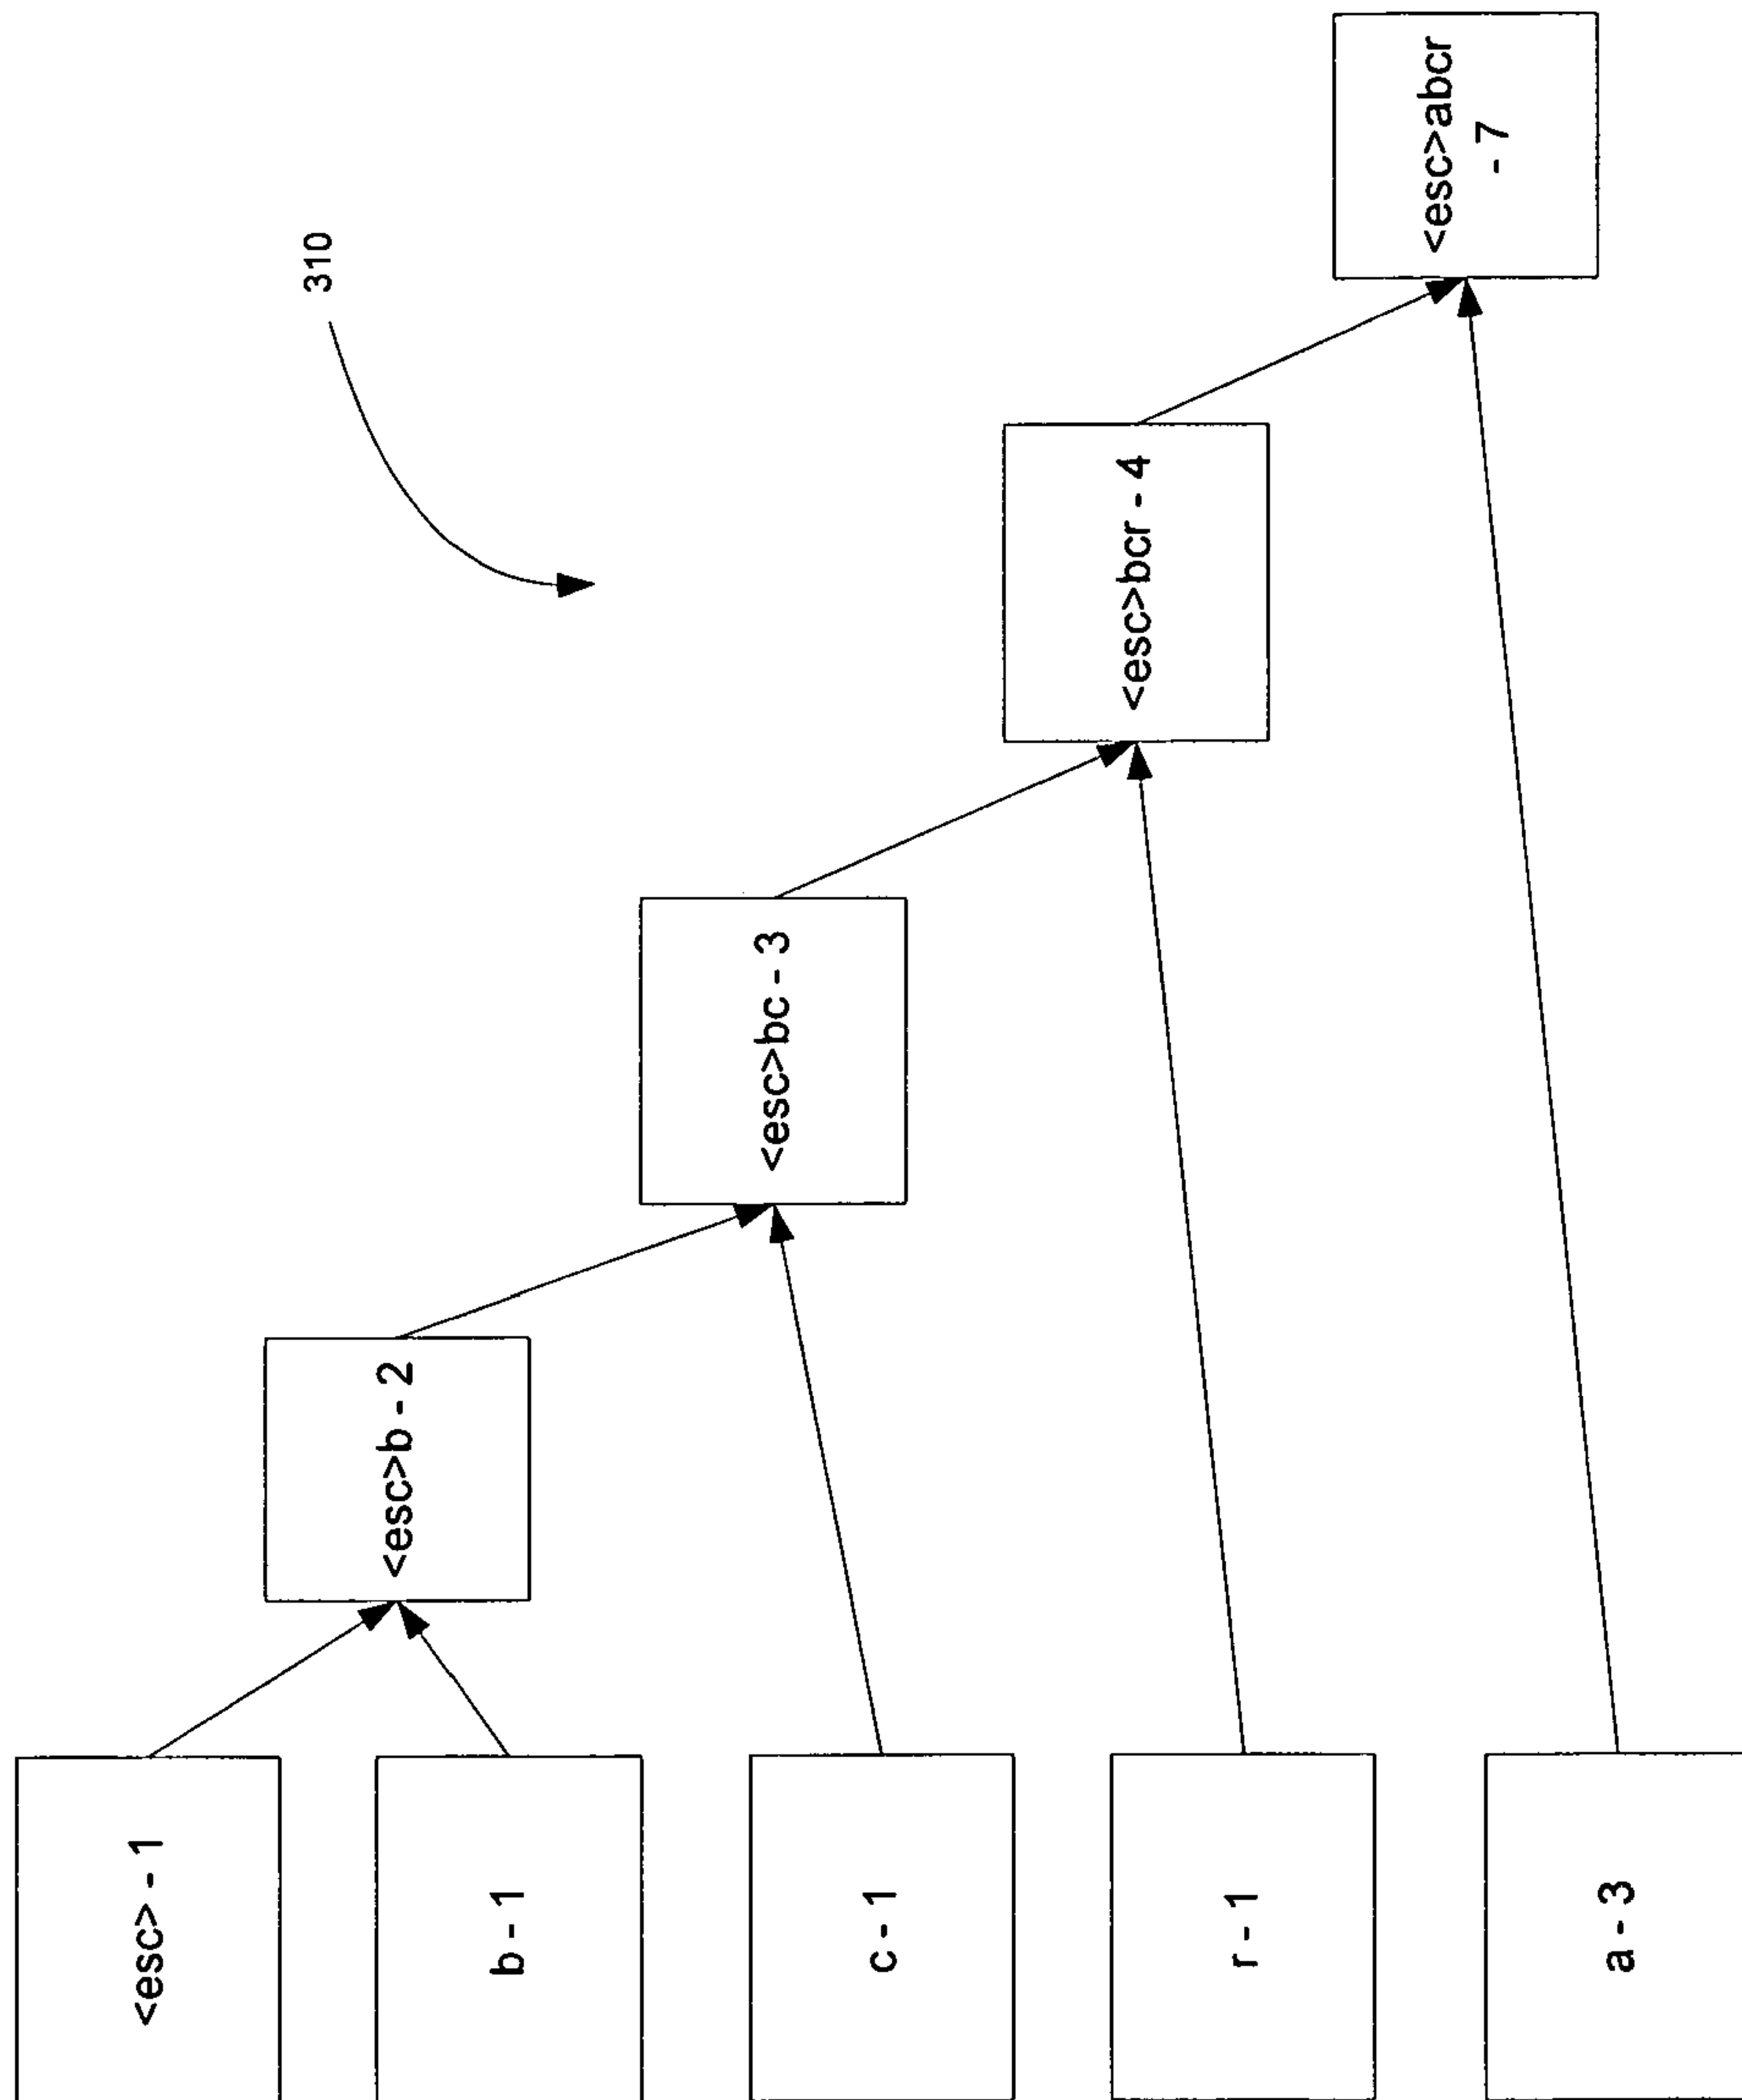 310
<esc> - 1
b - 1
c - 1
r - 1
a - 3
<esc>b - 2
<esc>bc - 3
<esc>bcr - 4
<esc>abcr
- 7